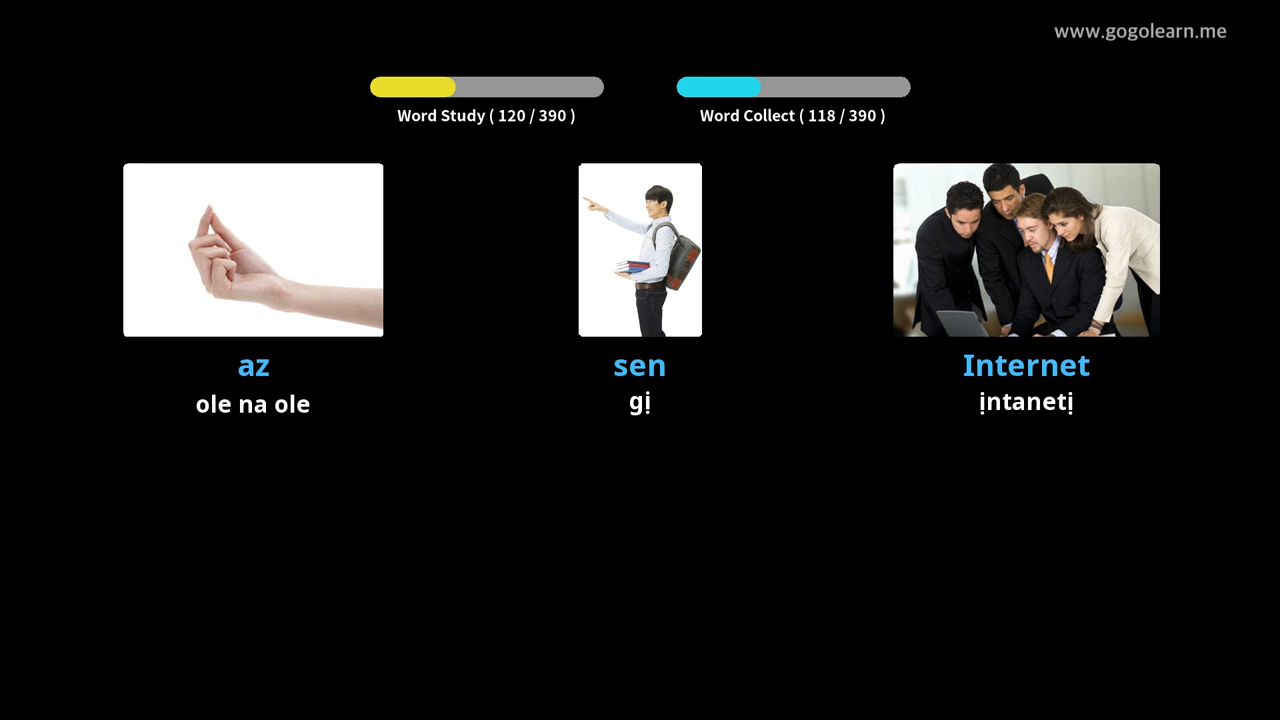 www.gogolearn.me
Word Study ( 120 / 390 )
Word Collect ( 118 / 390 )
az
sen
Internet
ole na ole
gị
ịntanetị